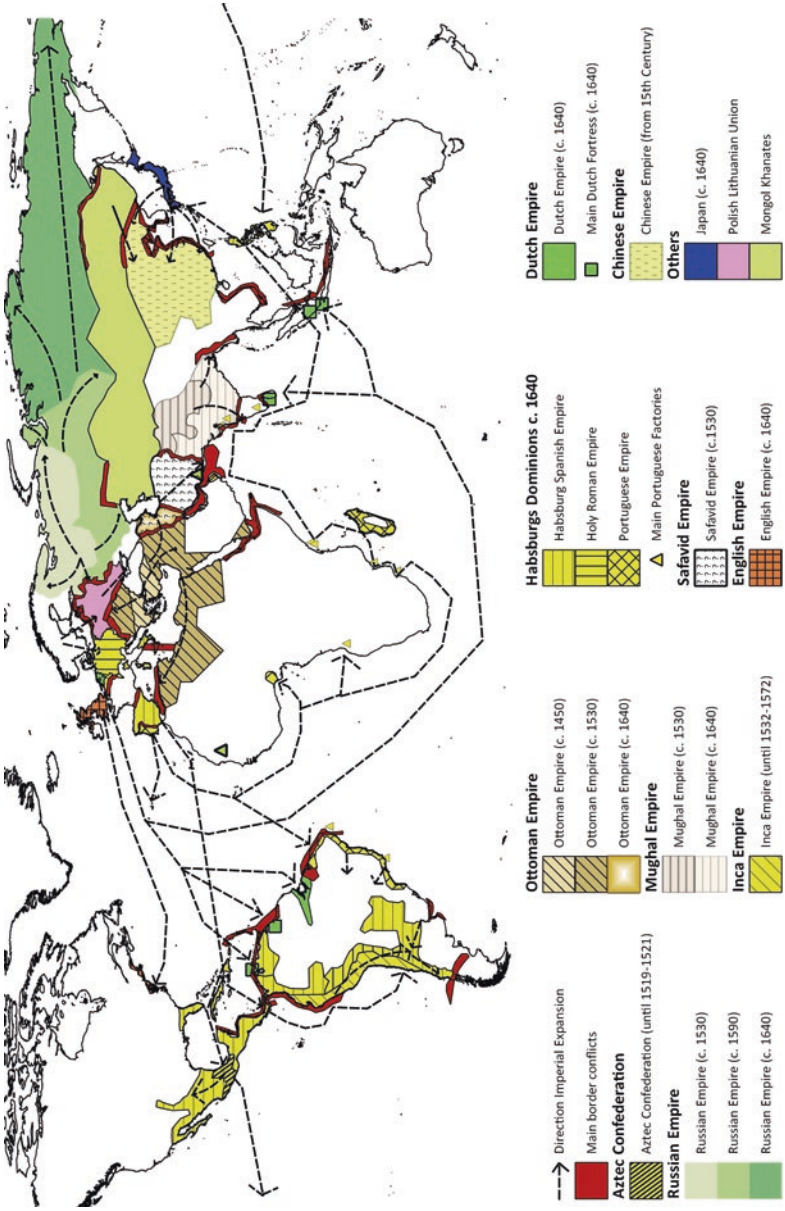 Direction Imperial Expansion
Main border conflicts
Aztec Confederation
Aztec Confederation (until 1519-1521)
Russian Empire
Russian Empire (c. 1530)
Russian Empire (c. 1590)
Russian Empire (c. 1640)
Ottoman Empire
Ottoman Empire (c. 1450)
Ottoman Empire (c. 1530)
Ottoman Empire (c. 1640)
Mughal Empire
Mughal Empire (c. 1530)
Mughal Empire (c. 1640)
Inca Empire
Inca Empire (until 1532-1572)
Habsburgs Dominions c. 1640
Habsburg Spanish Empire
Holy Roman Empire
Portuguese Empire
Main Portuguese Factories
Safavid Empire
Safavid Empire (c.1530)
English Empire
English Empire (c. 1640)
Dutch Empire
Dutch Empire (c. 1640)
Main Dutch Fortress (c. 1640)
Chinese Empire
Chinese Empire (from 15th Century)
Others
Japan (c. 1640)
Polish Lithuanian Union
Mongol Khanates